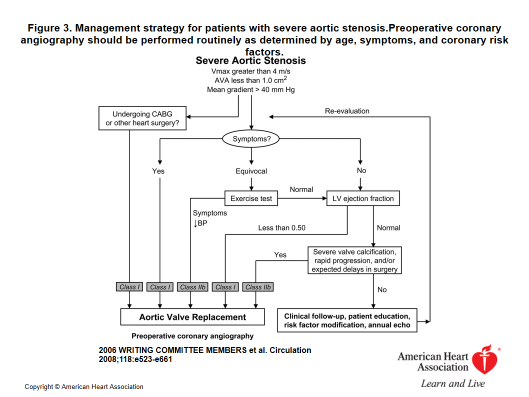 Figure 3. Management strategy for patients with severe aortic stenosis.Preoperative coronary
angiography should be performed routinely as determined by age, symptoms, and coronary risk
factors.
Severe Aortic Stenosis
Vmax greater than 4 m/s
AVA less than 1.0 cm²
Mean gradient > 40 mm Hg
Undergoing CABG
or other heart surgery?
Re-evaluation
Symptoms?
Yes
Equivocal
No
Exercise test
Normal
LV ejection fraction
Symptoms
↓BP
Less than 0.50
Normal
Yes
Severe valve calcification,
rapid progression, and/or
expected delays in surgery
Class I
Class I
Class IIb
Class I
Class IIb
No
Aortic Valve Replacement
Clinical follow-up, patient education,
risk factor modification, annual echo
Preoperative coronary angiography
2006 WRITING COMMITTEE MEMBERS et al. Circulation
2008;118:e523-e661
American Heart
Association
Learn and Live
Copyright © American Heart Association